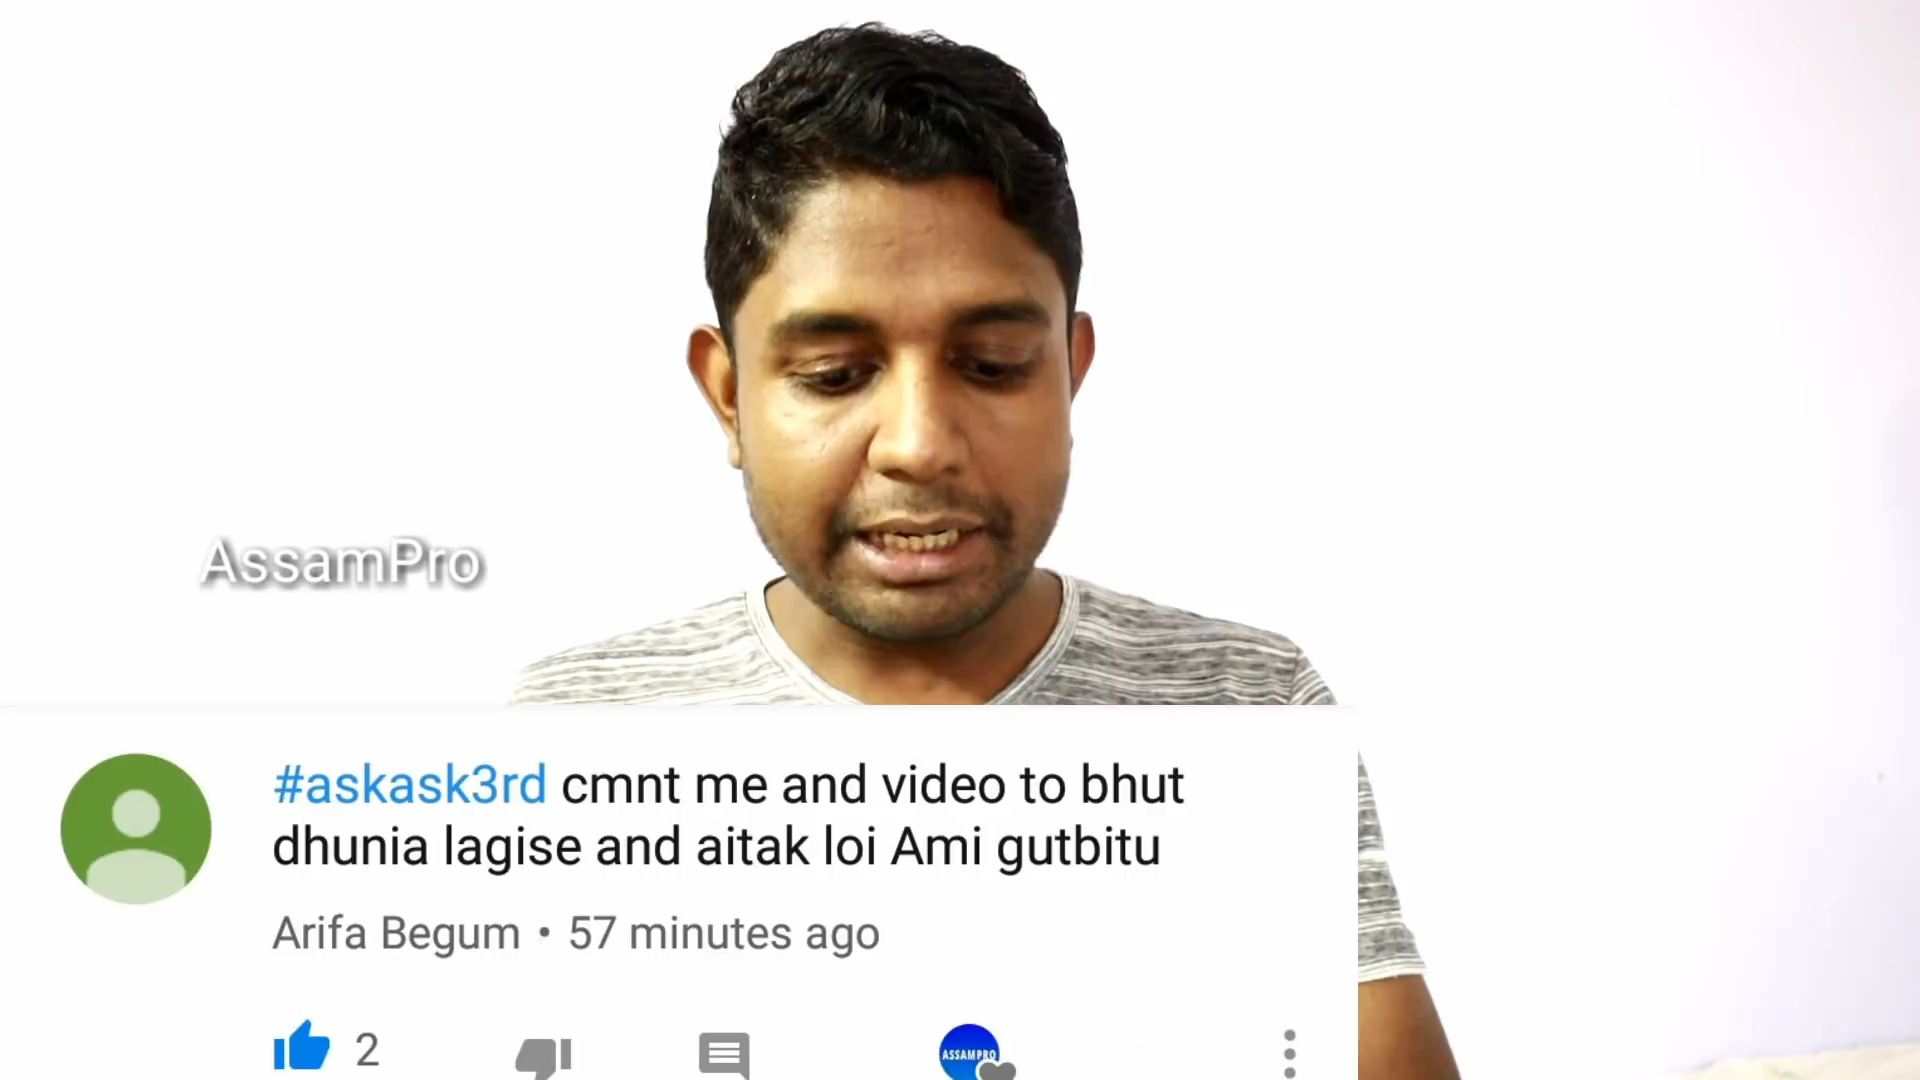 AssamPro
#askask3rd cmnt me and video to bhut
dhunia lagise and aitak loi Ami gutbitu
Arifa Begum • 57 minutes ago
2
ASSAMPRO